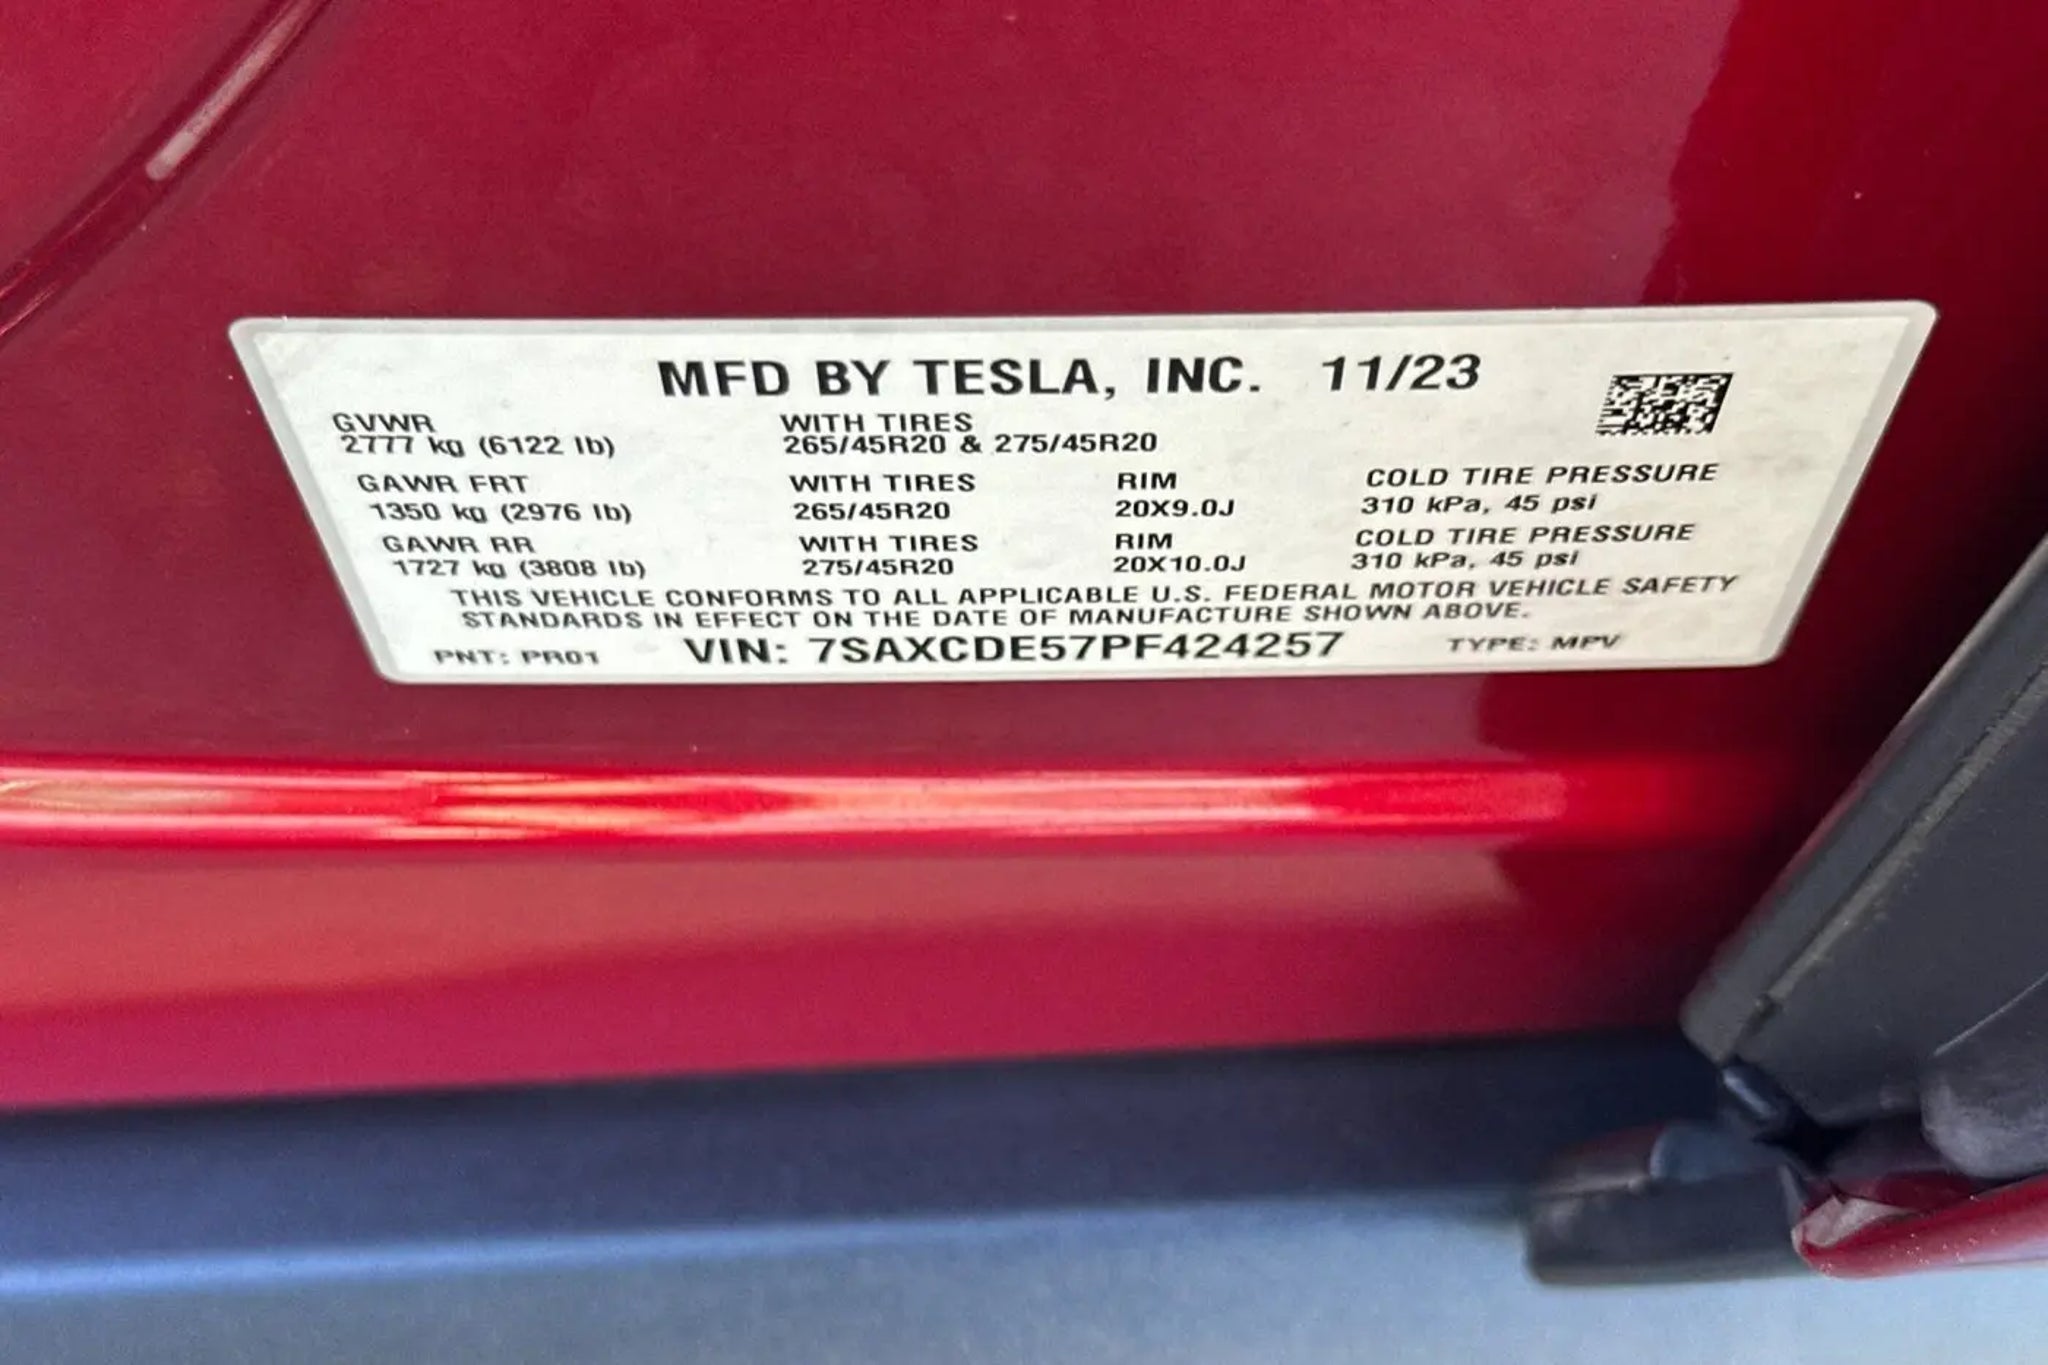 MFD BY TESLA, INC. 11/23
GVWR WITH TIRES
2777 kg (6122 lb) 265/45R20 & 275/45R20
GAWR FRT WITH TIRES RIM COLD TIRE PRESSURE
1350 kg (2976 lb) 265/45R20 20X9.0J 310 kPa, 45 psi
GAWR RR WITH TIRES RIM COLD TIRE PRESSURE
1727 kg (3808 lb) 275/45R20 20X10.0J 310 kPa, 45 psi
THIS VEHICLE CONFORMS TO ALL APPLICABLE U.S. FEDERAL MOTOR VEHICLE SAFETY
STANDARDS IN EFFECT ON THE DATE OF MANUFACTURE SHOWN ABOVE.
PNT: PR01 VIN: 7SAXCDE57PF424257 TYPE: MPV